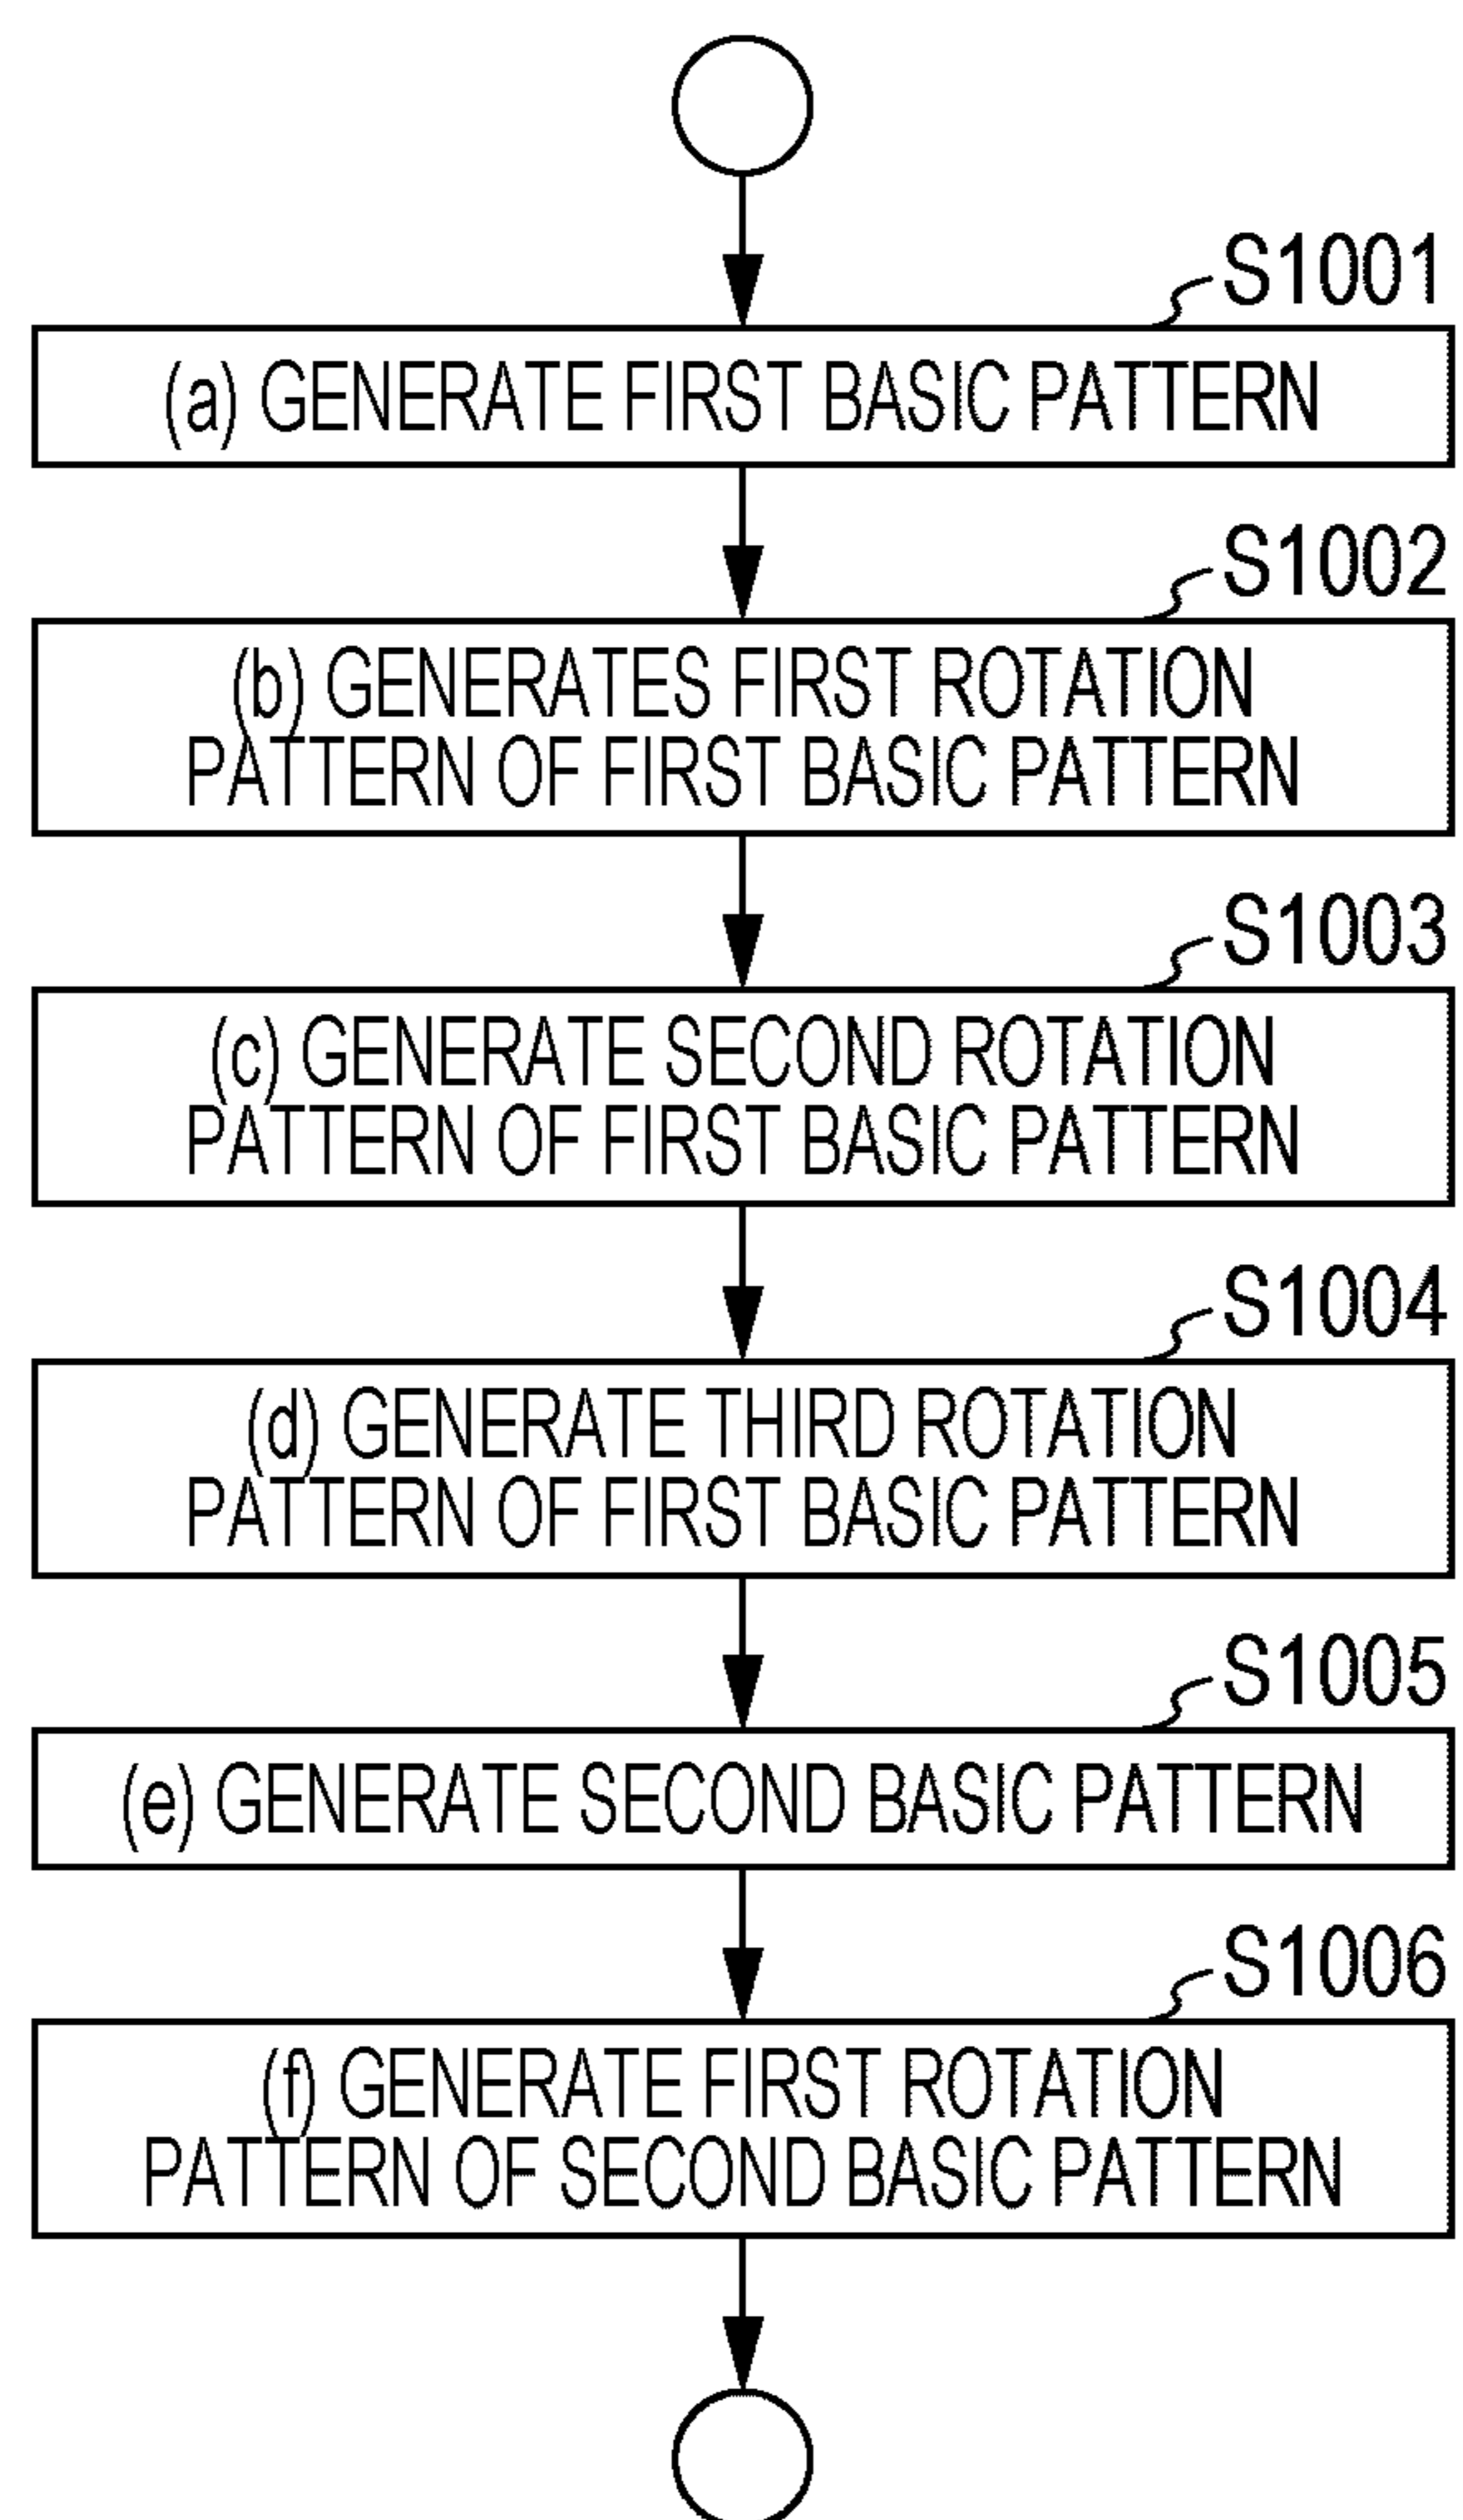 S1001
(a) GENERATE FIRST BASIC PATTERN
S1002
(b) GENERATES FIRST ROTATION
PATTERN OF FIRST BASIC PATTERN
S1003
(c) GENERATE SECOND ROTATION
PATTERN OF FIRST BASIC PATTERN
S1004
(d) GENERATE THIRD ROTATION
PATTERN OF FIRST BASIC PATTERN
S1005
(e) GENERATE SECOND BASIC PATTERN
S1006
(f) GENERATE FIRST ROTATION
PATTERN OF SECOND BASIC PATTERN